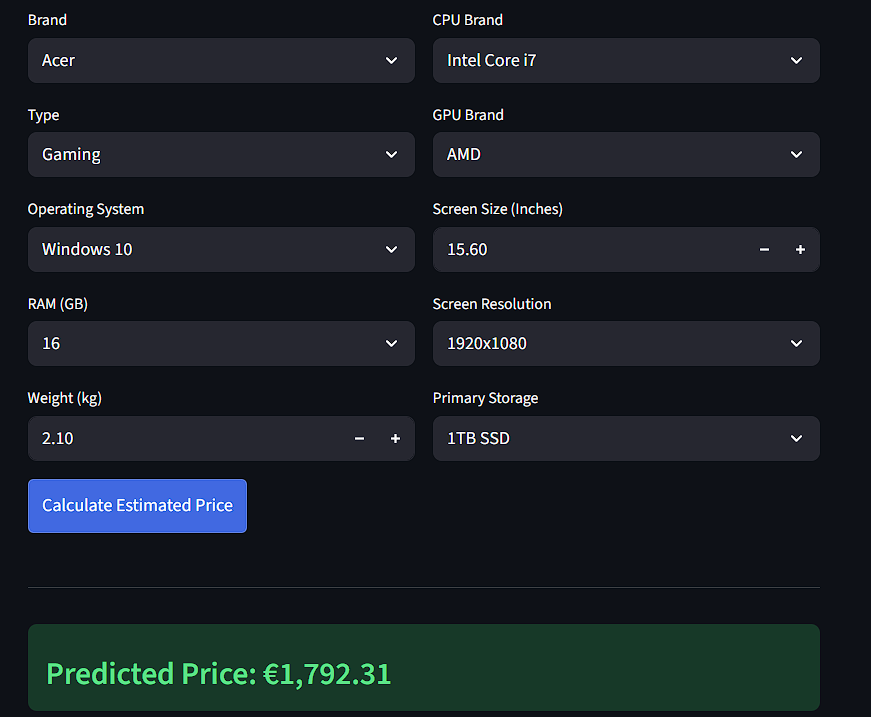 Brand
CPU Brand
Acer
Intel Core i7
Type
GPU Brand
Gaming
AMD
Operating System
Screen Size (Inches)
Windows 10
15.60
RAM (GB)
Screen Resolution
16
1920x1080
Weight (kg)
Primary Storage
2.10
1TB SSD
Calculate Estimated Price
Predicted Price: €1,792.31